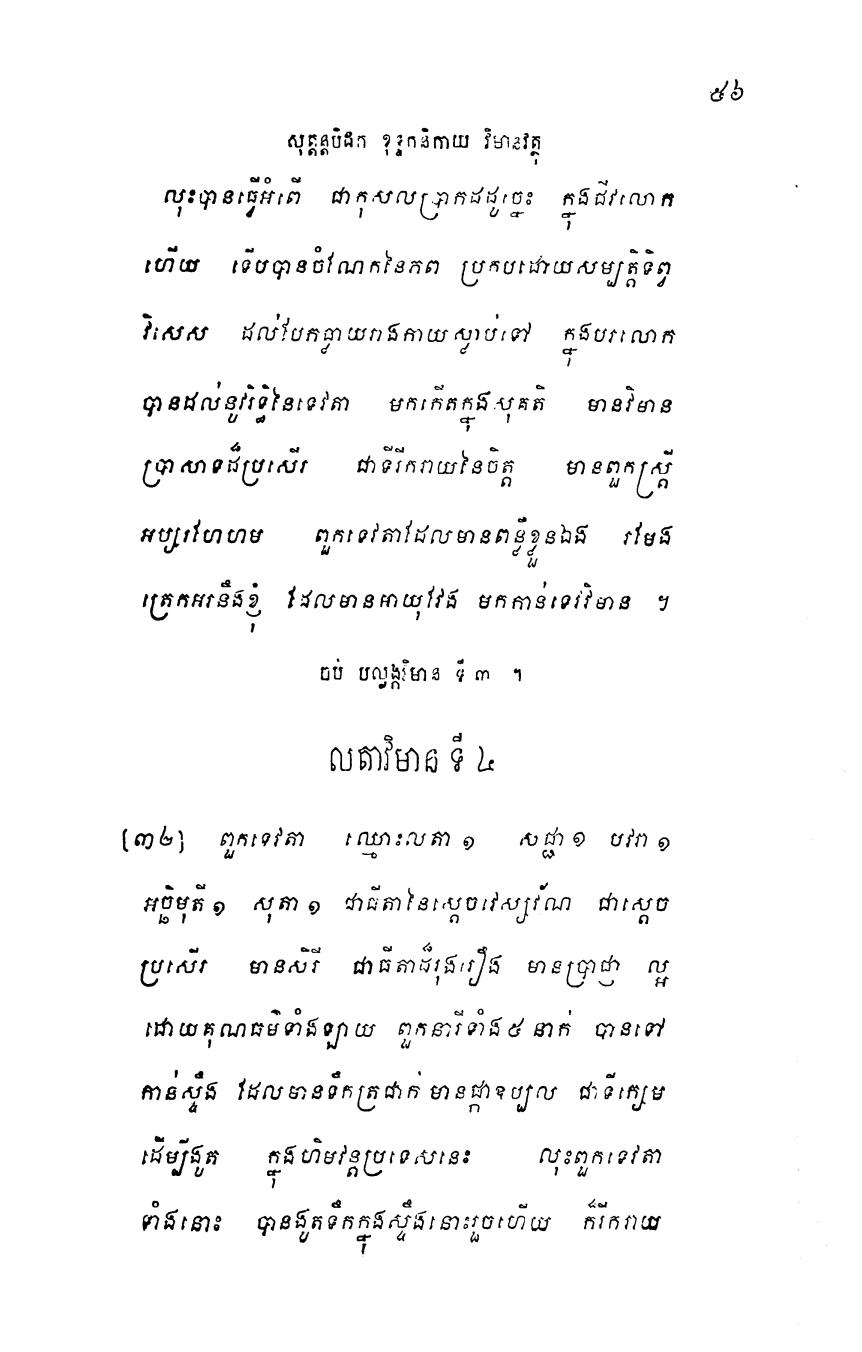 ៥៦
សុត្តន្តបិដក ខុទ្ទកនិកាយ វិមានវត្ថុ
លុះបានធ្វើអំពើ ជាកុសលប្រាកដដូច្នេះ ក្នុងជីវលោក
ហើយ ទើបបានចំណែកនៃភព ប្រកបដោយសម្បត្តិទិព្វ
វិសេស ដល់បែកធ្លាយរាងកាយស្លាប់ទៅ ក្នុងបរលោក
បានដល់នូវរិទ្ធិនៃទេវតា មកកើតក្នុងសុគតិ មានវិមាន
ប្រាសាទដ៏ប្រសើរ ជាទីរីករាយនៃចិត្ត មានពួកស្ត្រី
អប្សរហែហម ពួកទេវតាដែលមានពន្លឺខ្លួនឯង រមែង
ត្រេកអរនឹងខ្ញុំ ដែលមានអាយុវែង មកកាន់ទេវវិមាន ។
ចប់ បល្លង្កវិមាន ទី ៣ ។
លតាវិមាន ទី ៤
[៣៤] ពួកទេវតា ឈ្មោះលតា ១ សជ្ជា ១ បវរា ១
អច្ចិមុតី ១ សុតា ១ ជាធីតានៃស្តេចវេស្សវ័ណ ជាស្តេច
ប្រសើរ មានសិរី ជាធីតាដ៏រុងរឿង មានប្រាជ្ញា ល្អ
ដោយគុណធម៌ទាំងឡាយ ពួកនារីទាំង៥ នាក់ បានទៅ
កាន់ស្ទឹង ដែលមានទឹកត្រជាក់ មានផ្កាឧប្បល ជាទីក្សេម
ដើម្បីងូត ក្នុងហិមវន្តប្រទេសនេះ លុះពួកទេវតា
ទាំងនោះ បានងូតទឹកក្នុងស្ទឹងនោះរួចហើយ ក៏រីករាយ